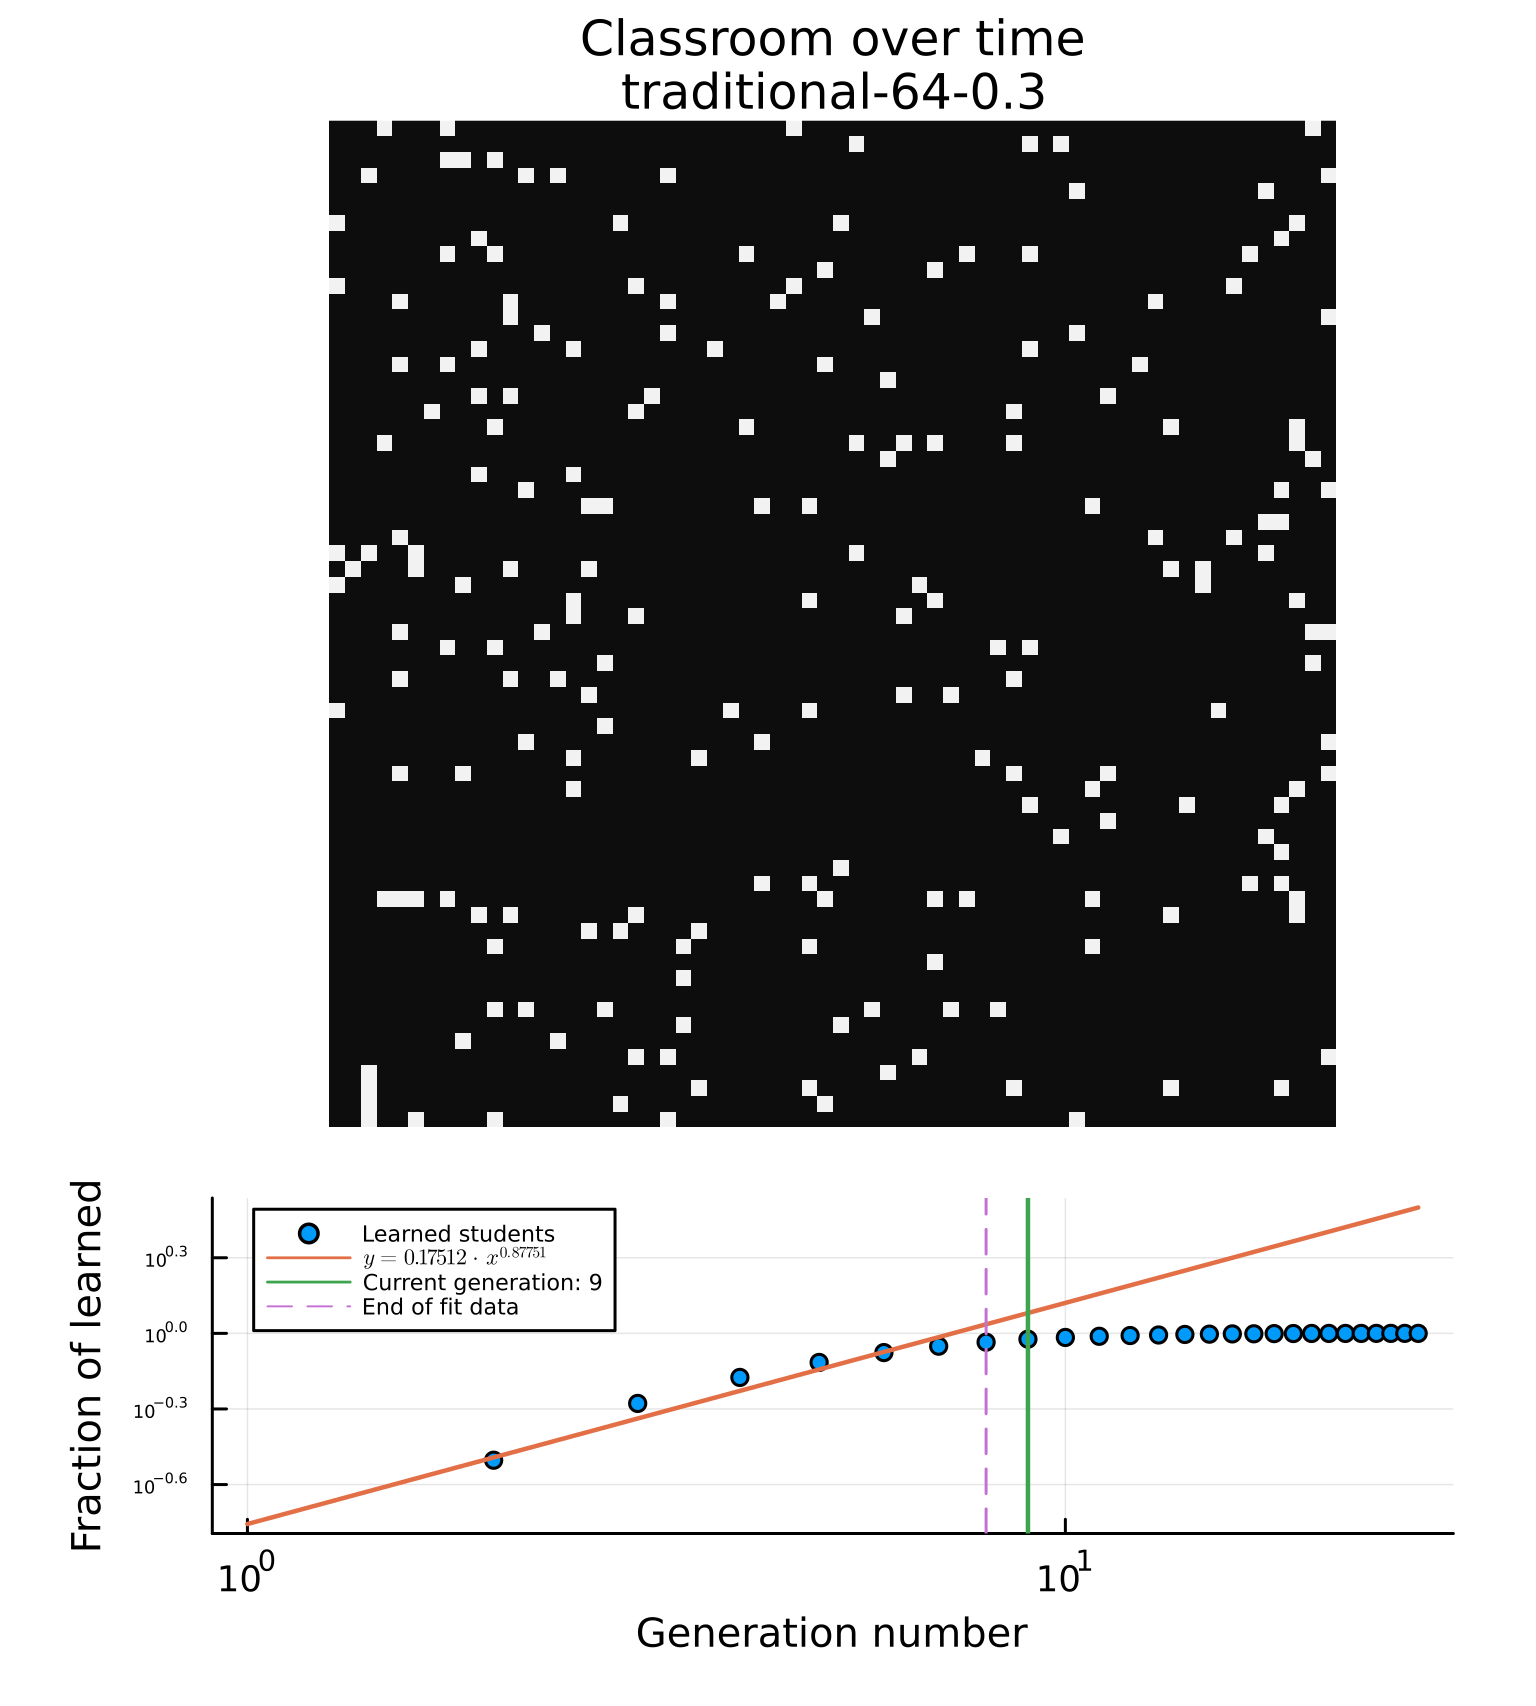 Classroom over time
traditional-64-0.3
Fraction of learned
10^0.3
10^0.0
10^−0.3
10^−0.6
Learned students
y = 0.17512 · x^0.87751
Current generation: 9
End of fit data
10^0
10^1
Generation number